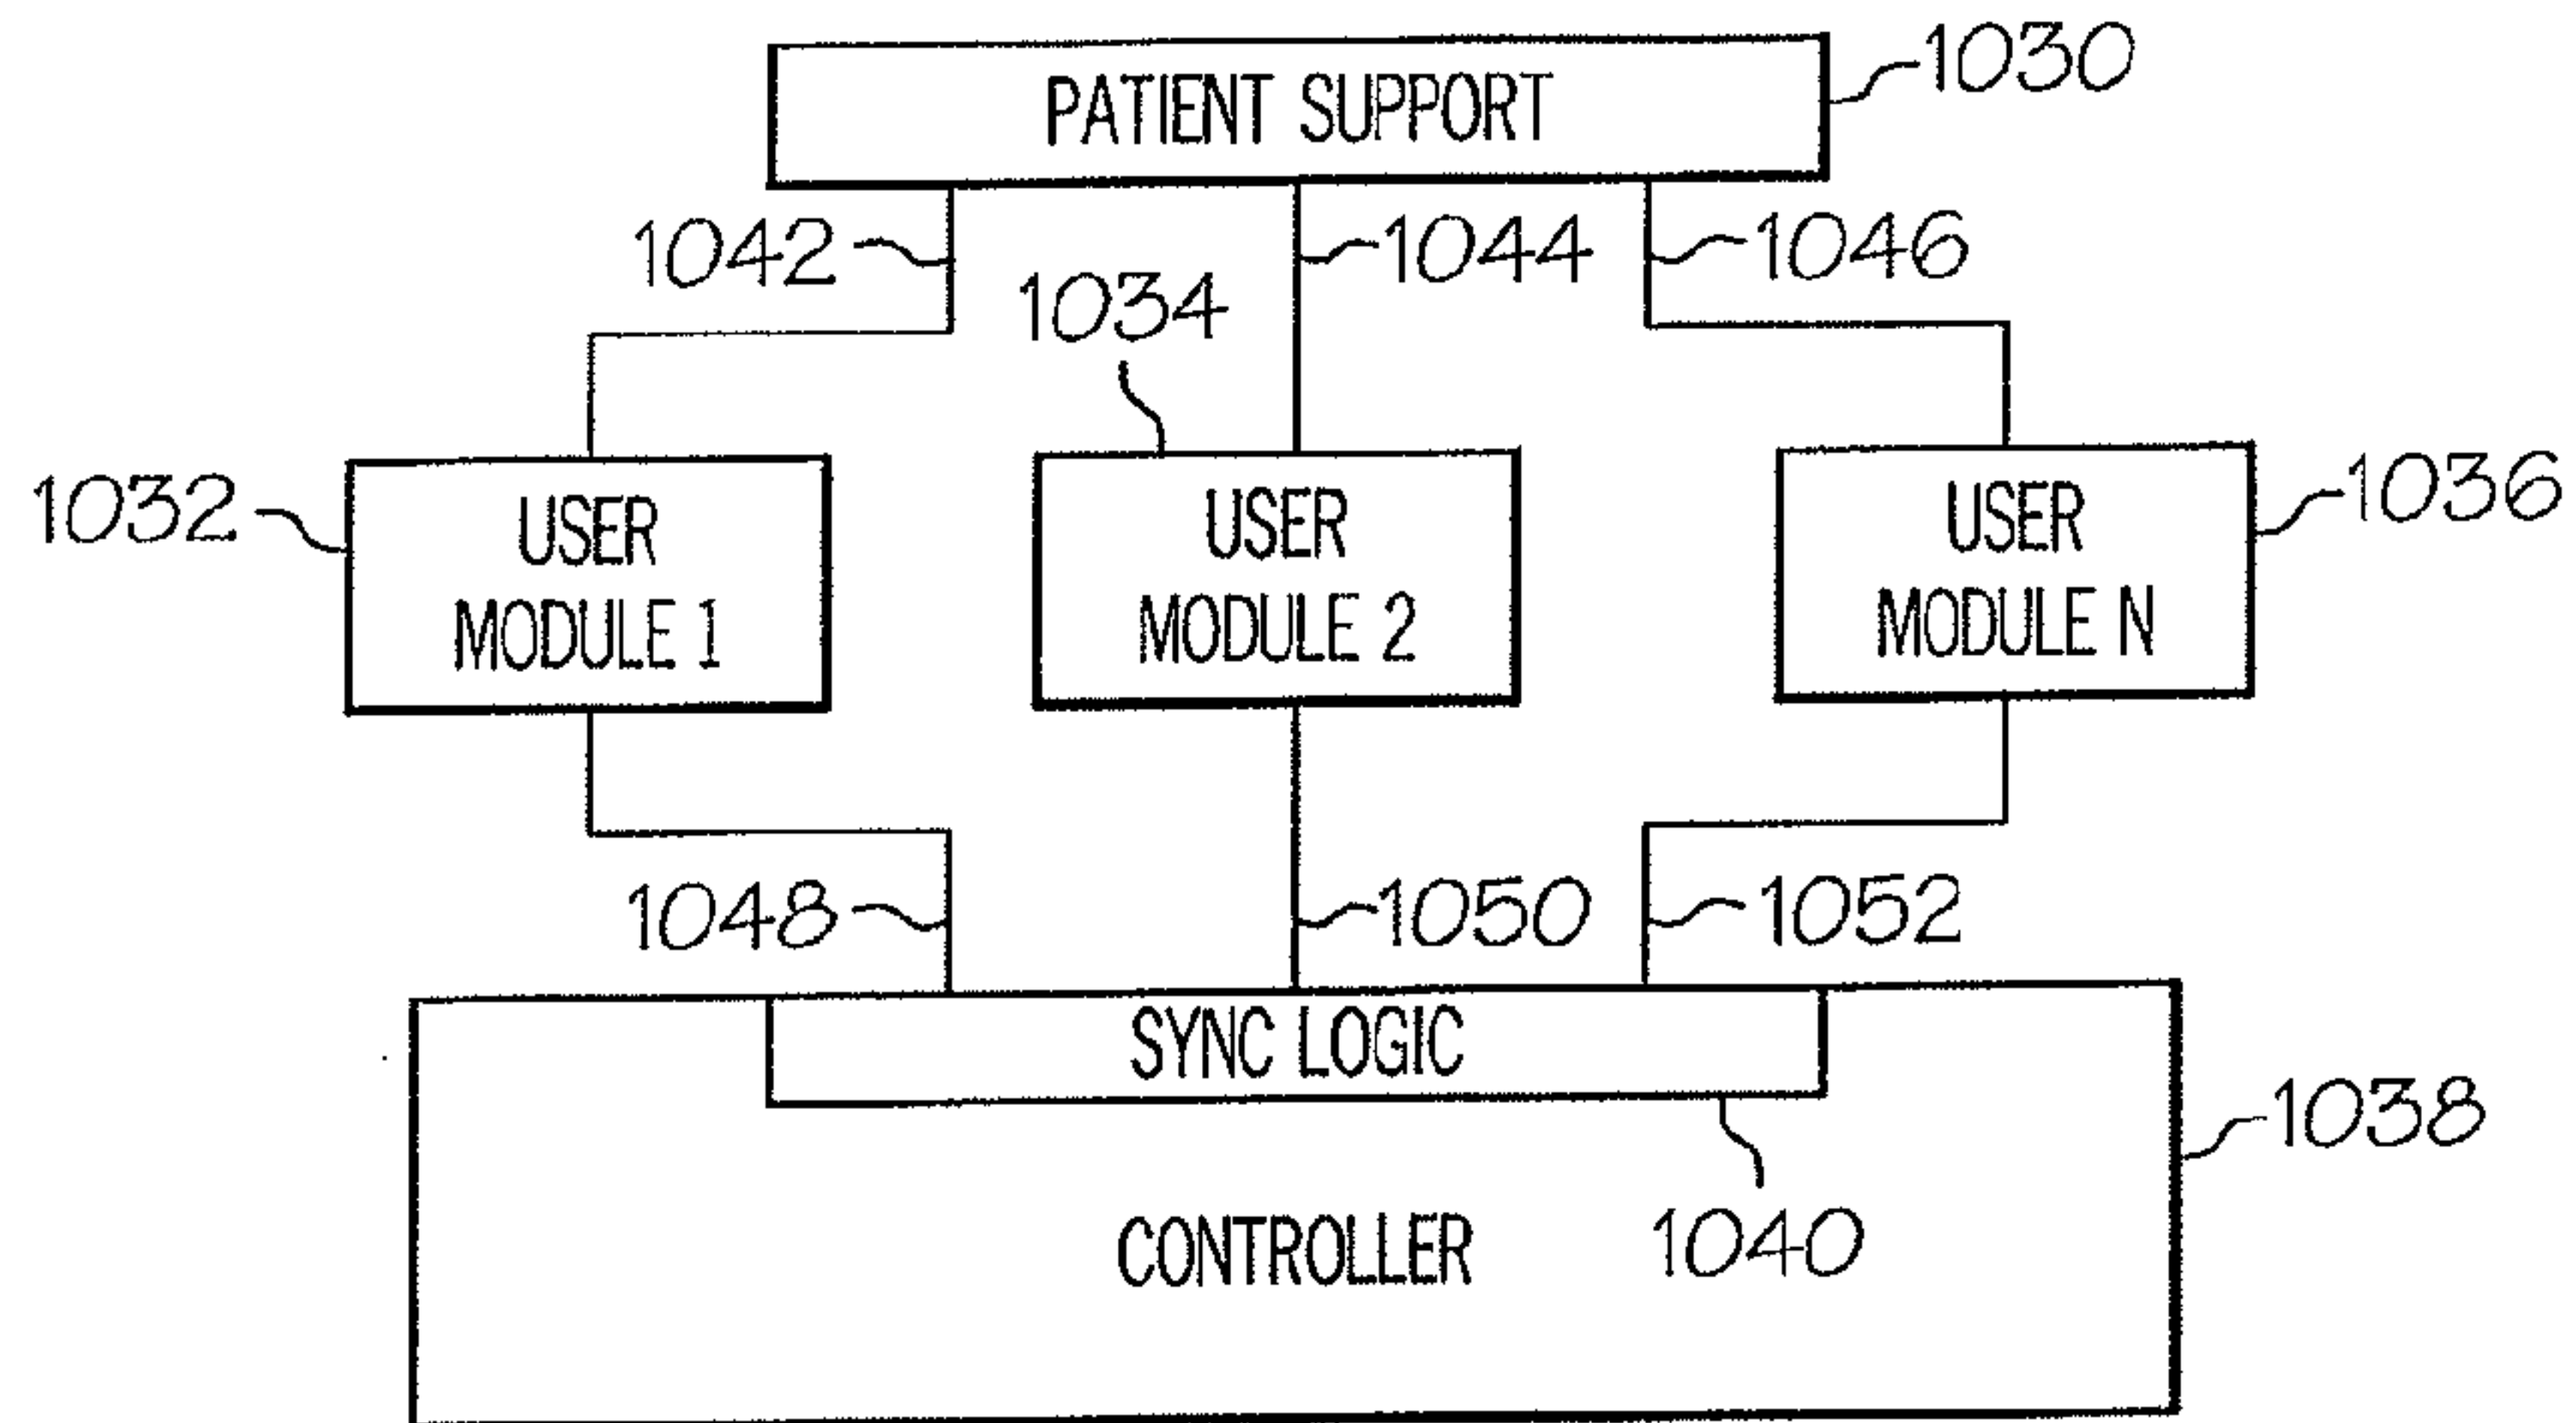 PATIENT SUPPORT
1030
1042
1044
1046
1034
1032
USER
MODULE 1
USER
MODULE 2
USER
MODULE N
1036
1048
1050
1052
SYNC LOGIC
1038
1040
CONTROLLER